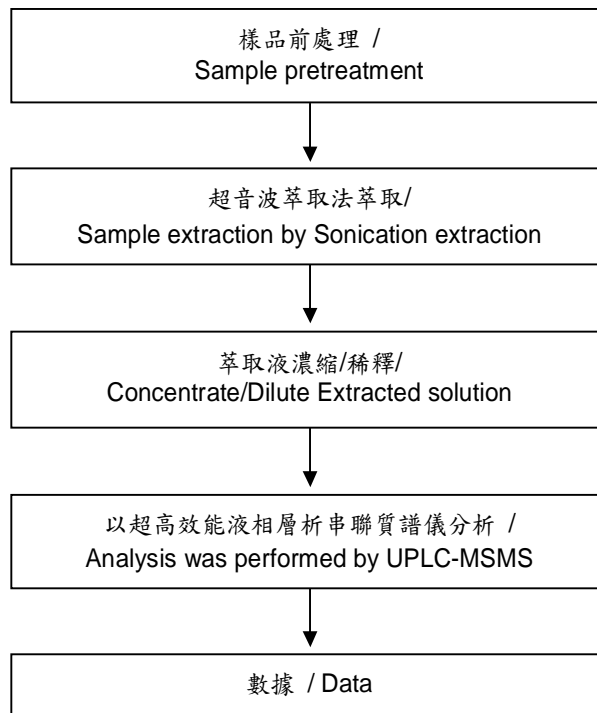 樣品前處理 /
Sample pretreatment
超音波萃取法萃取/
Sample extraction by Sonication extraction
萃取液濃縮/稀釋/
Concentrate/Dilute Extracted solution
以超高效能液相層析串聯質譜儀分析 /
Analysis was performed by UPLC-MSMS
數據 / Data